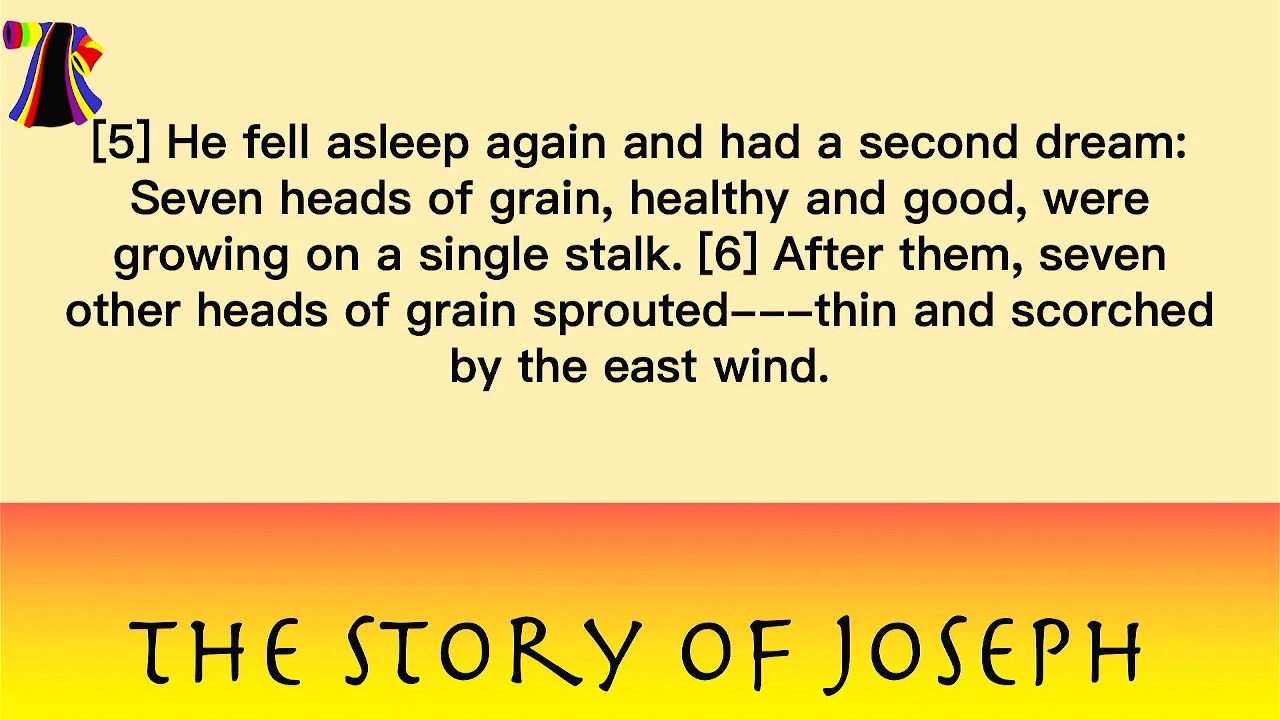 [5] He fell asleep again and had a second dream:
Seven heads of grain, healthy and good, were
growing on a single stalk. [6] After them, seven
other heads of grain sprouted---thin and scorched
by the east wind.
THE STORY OF JOSEPH